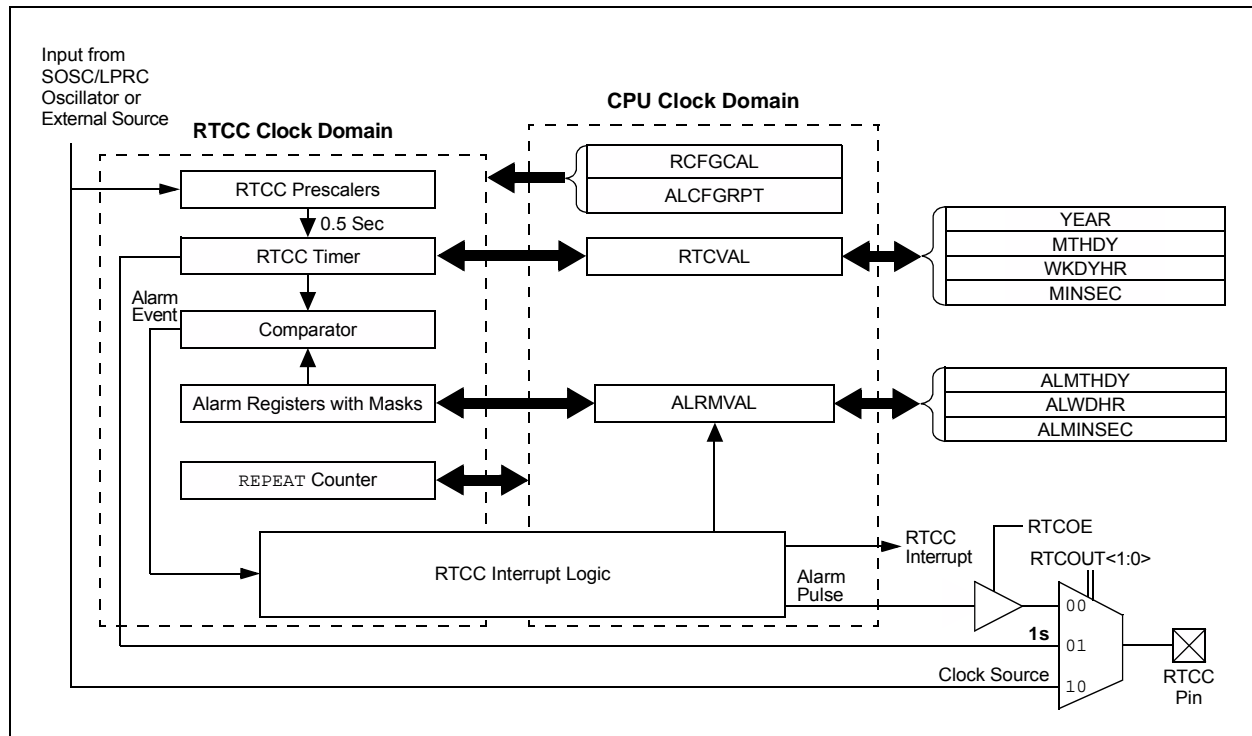 Input from
SOSC/LPRC
Oscillator or
External Source
RTCC Clock Domain
CPU Clock Domain
RCFGCAL
ALCFGRPT
RTCC Prescalers
0.5 Sec
RTCC Timer
RTCVAL
YEAR
MTHDY
WKDYHR
MINSEC
Alarm
Event
Comparator
Alarm Registers with Masks
ALRMVAL
ALMTHDY
ALWDHR
ALMINSEC
REPEAT Counter
RTCC Interrupt Logic
RTCC
Interrupt
Alarm
Pulse
RTCOE
RTCOUT<1:0>
00
1s
01
Clock Source
10
RTCC
Pin